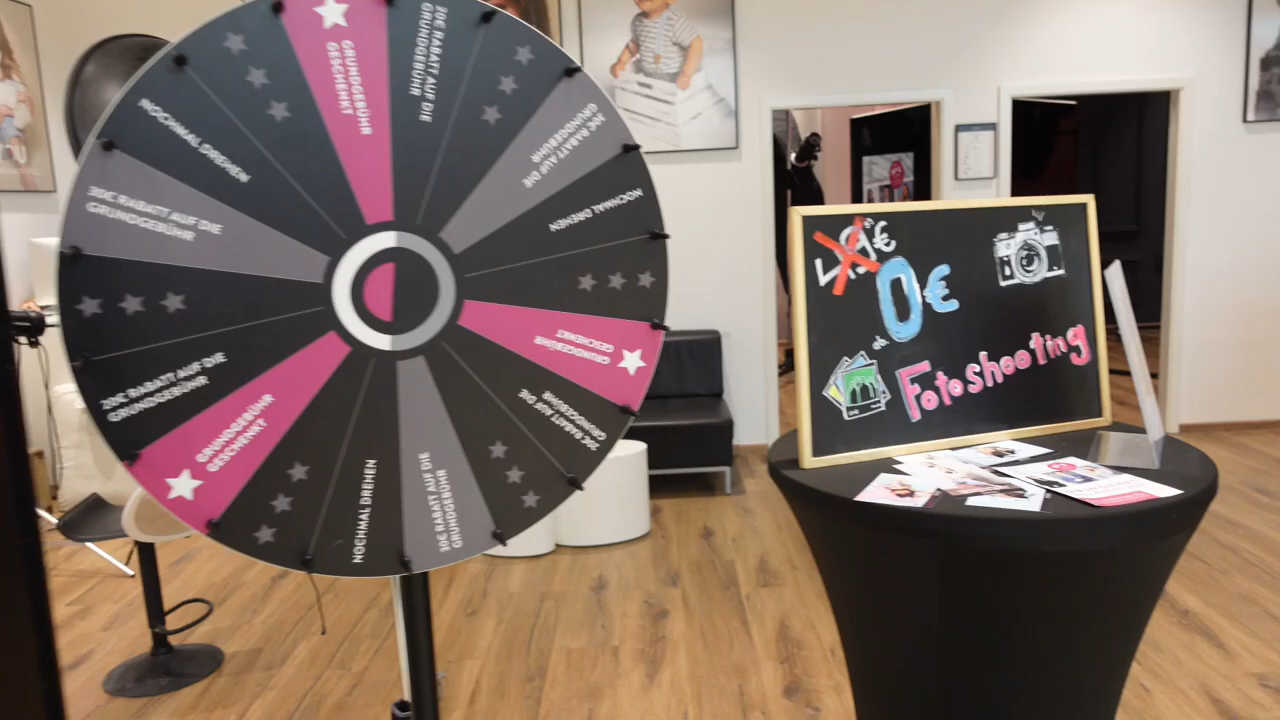 GRUNDGEBÜHR
GESCHENKT
20€ RABATT AUF DIE
GRUNDGEBÜHR
30€ RABATT AUF DIE
GRUNDGEBÜHR
NOCHMAL DREHEN
GRUNDGEBÜHR
GESCHENKT
20€ RABATT AUF DIE
GRUNDGEBÜHR
30€ RABATT AUF DIE
GRUNDGEBÜHR
NOCHMAL DREHEN
GRUNDGEBÜHR
GESCHENKT
20€ RABATT AUF DIE
GRUNDGEBÜHR
30€ RABATT AUF DIE
GRUNDGEBÜHR
NOCHMAL DREHEN
49€
ab 0€
Fotoshooting